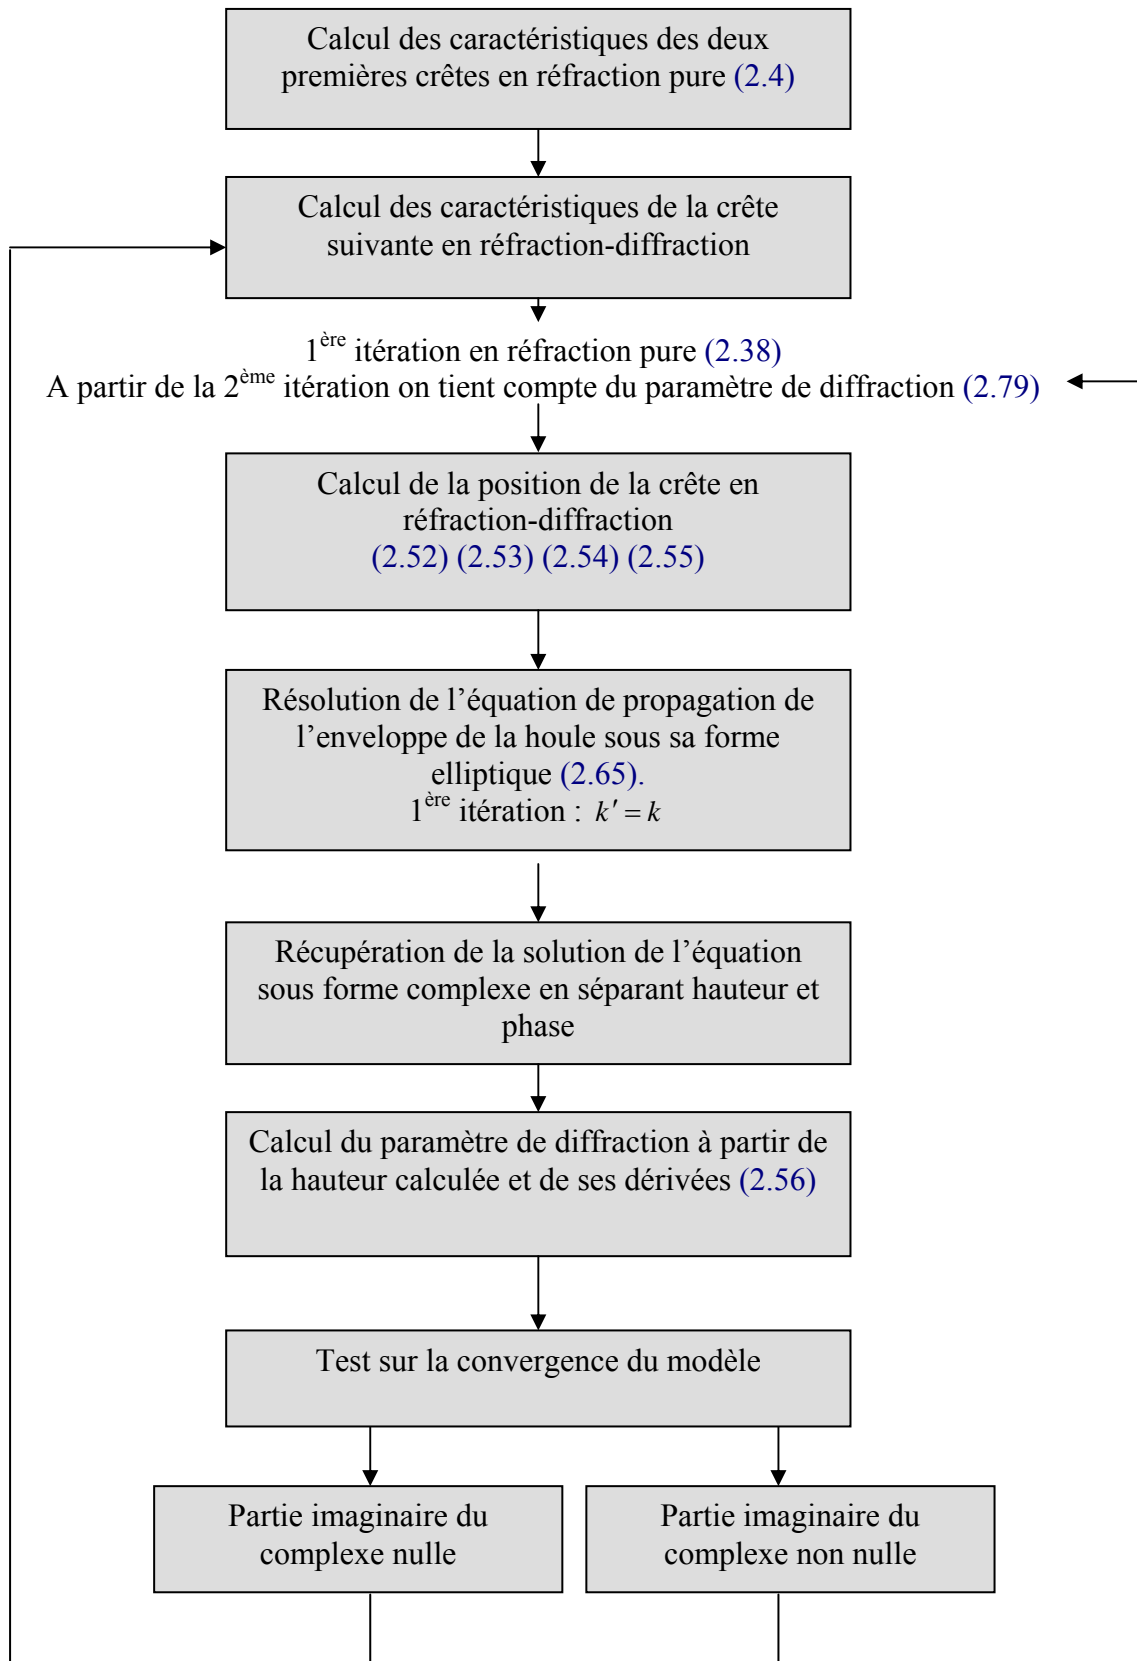 Calcul des caractéristiques des deux
premières crêtes en réfraction pure (2.4)
Calcul des caractéristiques de la crête
suivante en réfraction-diffraction
1ère itération en réfraction pure (2.38)
A partir de la 2ème itération on tient compte du paramètre de diffraction (2.79)
Calcul de la position de la crête en
réfraction-diffraction
(2.52) (2.53) (2.54) (2.55)
Résolution de l’équation de propagation de
l’enveloppe de la houle sous sa forme
elliptique (2.65).
1ère itération : k′ = k
Récupération de la solution de l’équation
sous forme complexe en séparant hauteur et
phase
Calcul du paramètre de diffraction à partir de
la hauteur calculée et de ses dérivées (2.56)
Test sur la convergence du modèle
Partie imaginaire du
complexe nulle
Partie imaginaire du
complexe non nulle